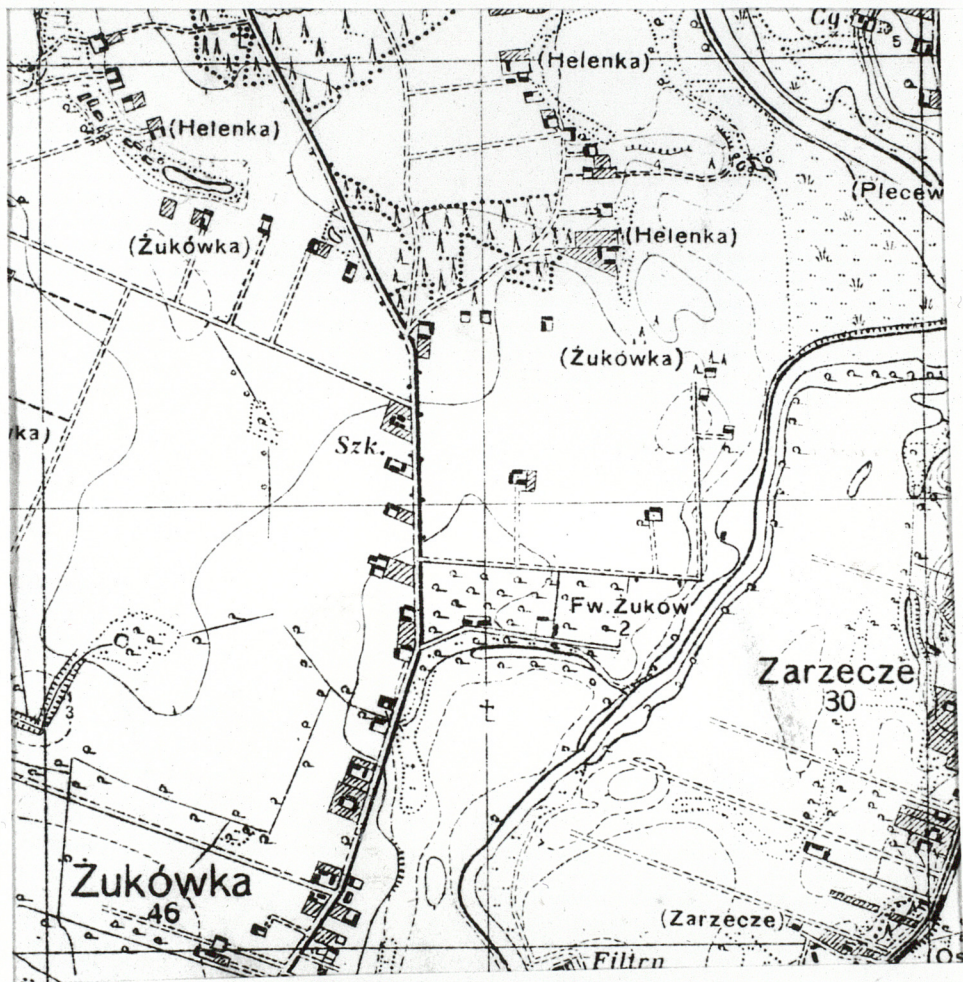 Cg.
5
(Helenka)
(Helenka)
(Plecew
(Żukówka)
(Helenka)
(Żukówka)
wka)
Szk.
Fw. Żuków
2
Zarzecze
30
3
Żukówka
46
(Zarzecze)
Filtrn
(Os